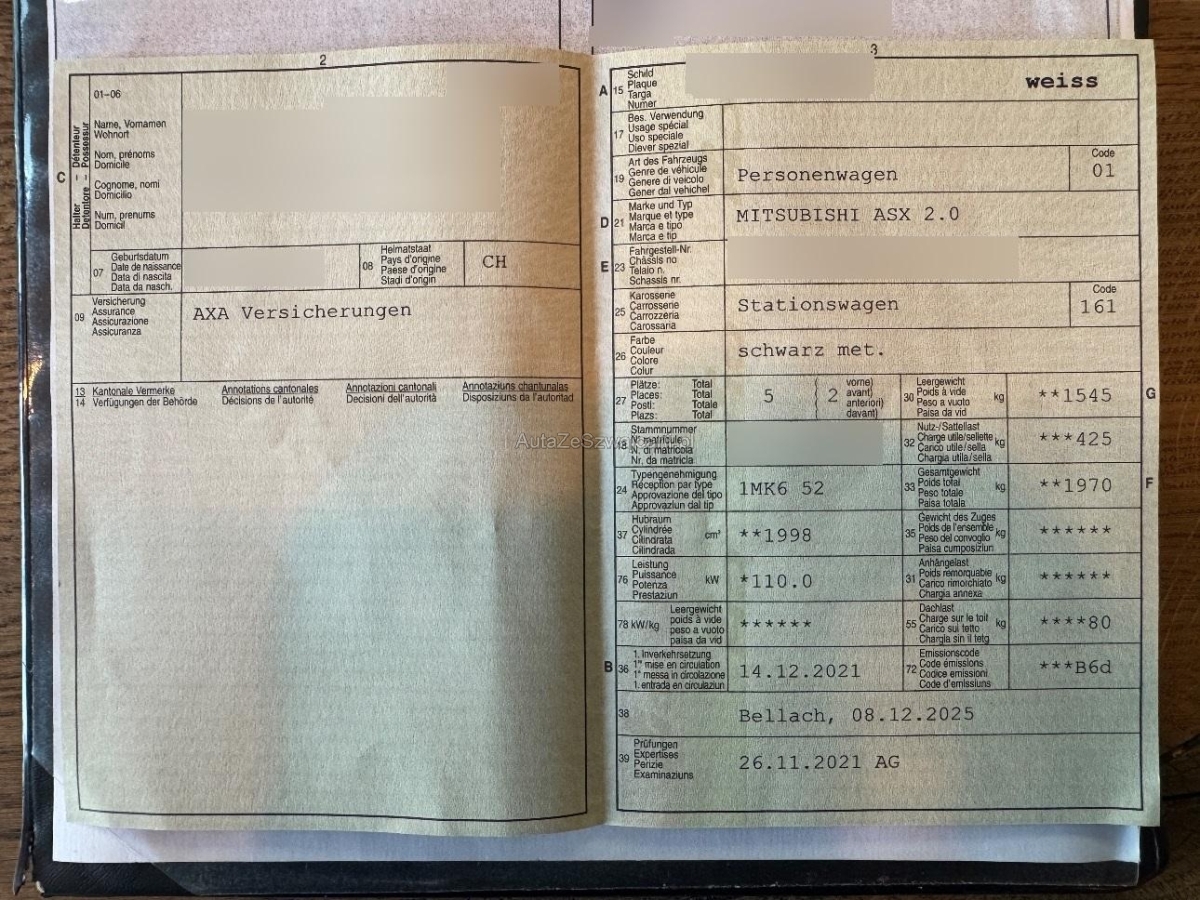 2
01–06
Name, Vornamen
Wohnort
Nom, prénoms
Domicile
Cognome, nomi
Domicilio
Num, prenums
Domicil
C
Halter – Détenteur
Detentore – Possessur
07
Geburtsdatum
Date de naissance
Data di nascita
Data da nasch.
08
Heimatstaat
Pays d'origine
Paese d'origine
Stadi d'origin
CH
09
Versicherung
Assurance
Assicurazione
Assicuranza
AXA Versicherungen
13 Kantonale Vermerke Annotations cantonales Annotazioni cantonali Annotaziuns chantunalas
14 Verfügungen der Behörde Décisions de l'autorité Decisioni dell'autorità Disposiziuns da l'autoritad
3
A
15
Schild
Plaque
Targa
Numer
weiss
17
Bes. Verwendung
Usage spécial
Uso speciale
Diever spezial
19
Art des Fahrzeugs
Genre de véhicule
Genere di veicolo
Gener dal vehichel
Personenwagen
Code
01
D
21
Marke und Typ
Marque et type
Marca e tipo
Marca e tip
MITSUBISHI ASX 2.0
E
23
Fahrgestell-Nr.
Châssis no
Telaio n.
Schassis nr.
25
Karosserie
Carrosserie
Carrozzeria
Carossaria
Stationswagen
Code
161
26
Farbe
Couleur
Colore
Colur
schwarz met.
27
Plätze: Total
Places: Total
Posti: Totale
Plazs: Total
5
( 2
vorne)
avant)
anteriori)
davant)
30
Leergewicht
Poids à vide
Peso a vuoto
Paisa da vid
kg
**1545
G
18
Stammnummer
N° matricule
N. di matricola
Nr. da matricla
32
Nutz-/Sattellast
Charge utile/sellette
Carico utile/sella
Chargia utila/sella
kg
***425
24
Typengenehmigung
Réception par type
Approvazione del tipo
Approvaziun dal tip
1MK6 52
33
Gesamtgewicht
Poids total
Peso totale
Paisa totala
kg
**1970
F
37
Hubraum
Cylindrée
Cilindrata
Cilindrada
cm³
**1998
35
Gewicht des Zuges
Poids de l'ensemble
Peso del convoglio
Paisa cumposiziun
kg
******
76
Leistung
Puissance
Potenza
Prestaziun
kW
*110.0
31
Anhängelast
Poids remorquable
Carico rimorchiato
Chargia annexa
kg
******
78 kW/kg
Leergewicht
poids à vide
peso a vuoto
paisa da vid
******
55
Dachlast
Charge sur le toit
Carico sul tetto
Chargia sin il tetg
kg
****80
B
36
1. Inverkehrsetzung
1re mise en circulation
1a messa in circolazione
1. entrada en circulaziun
14.12.2021
72
Emissionscode
Code émissions
Codice emissioni
Code d'emissiuns
***B6d
38
Bellach, 08.12.2025
39
Prüfungen
Expertises
Perizie
Examinaziuns
26.11.2021 AG